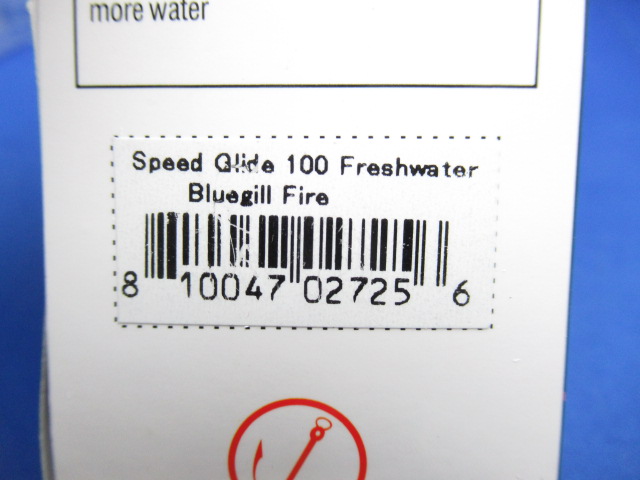 more water
Speed Glide 100 Freshwater
Bluegill Fire
8 10047 02725 6